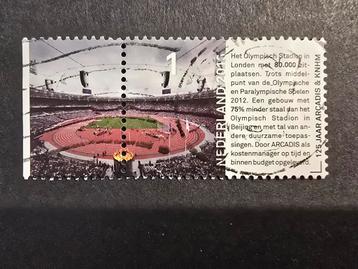 1
NEDERLAND
Het Olympisch Stadion in
Londen met 80.000 zit-
plaatsen. Trots middel-
punt van de Olympische
en Paralympische Spelen
2012. Een gebouw met
75% minder staal dan het
Olympisch Stadion in
Beijing en met tal van an-
dere duurzame toepas-
singen. Door ARCADIS als
kostenmanager op tijd en
binnen budget opgeleverd.
125 JAAR ARCADIS & KNHM